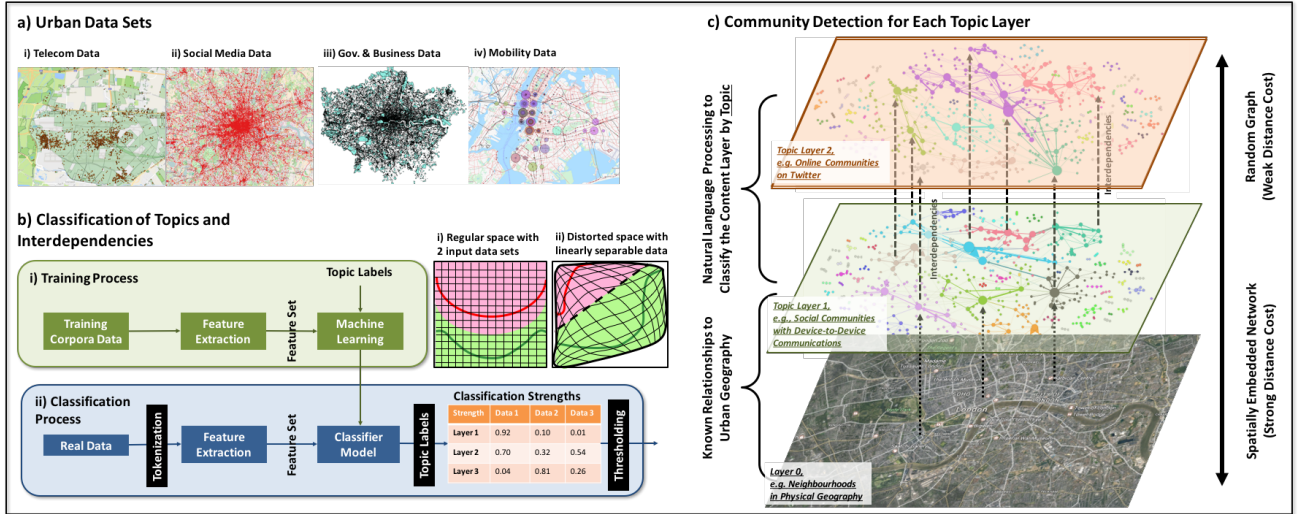 a) Urban Data Sets
i) Telecom Data
ii) Social Media Data
iii) Gov. & Business Data
iv) Mobility Data
b) Classification of Topics and
Interdependencies
i) Regular space with
2 input data sets
ii) Distorted space with
linearly separable data
i) Training Process
Topic Labels
Training
Corpora Data
Feature
Extraction
Feature Set
Machine
Learning
ii) Classification
Process
Real Data
Tokenization
Feature
Extraction
Feature Set
Classifier
Model
Topic Labels
Classification Strengths
Strength Data 1 Data 2 Data 3
Layer 1 0.92 0.10 0.01
Layer 2 0.70 0.32 0.54
Layer 3 0.04 0.81 0.26
Thresholding
c) Community Detection for Each Topic Layer
Natural Language Processing to
Classify the Content Layer by Topic
Known Relationships to
Urban Geography
Topic Layer 2,
e.g. Online Communities
on Twitter
Interdependencies
Interdependencies
Topic Layer 1,
e.g., Social Communities
with Device-to-Device
Communications
London
Layer 0,
e.g. Neighbourhoods
in Physical Geography
Random Graph
(Weak Distance Cost)
Spatially Embedded Network
(Strong Distance Cost)